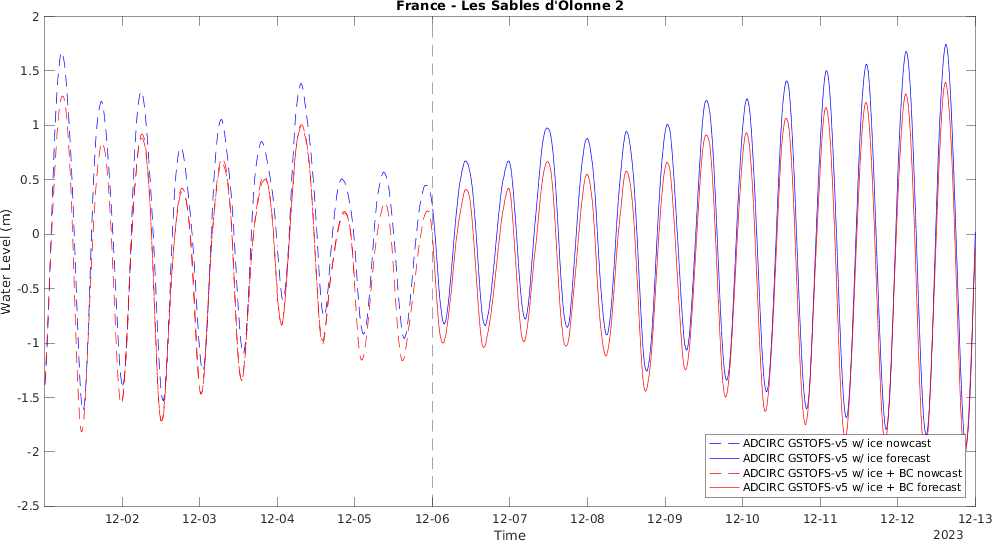 France - Les Sables d'Olonne 2
2
1.5
1
0.5
0
-0.5
-1
-1.5
-2
-2.5
Water Level (m)
ADCIRC GSTOFS-v5 w/ ice nowcast
ADCIRC GSTOFS-v5 w/ ice forecast
ADCIRC GSTOFS-v5 w/ ice + BC nowcast
ADCIRC GSTOFS-v5 w/ ice + BC forecast
12-02 12-03 12-04 12-05 12-06 12-07 12-08 12-09 12-10 12-11 12-12 12-13
Time
2023